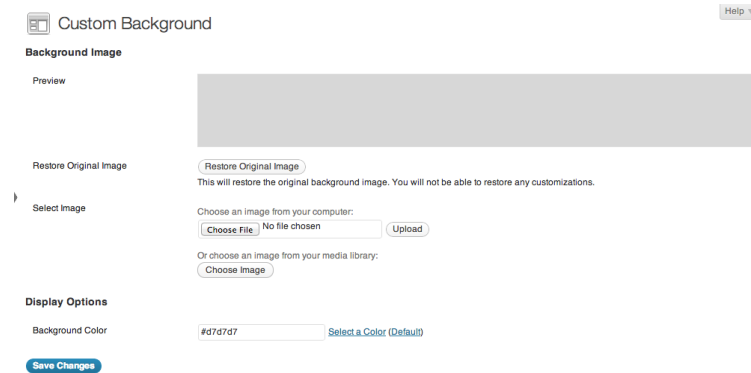 Help
Custom Background
Background Image
Preview
Restore Original Image
Restore Original Image
This will restore the original background image. You will not be able to restore any customizations.
Select Image
Choose an image from your computer:
Choose File No file chosen Upload
Or choose an image from your media library:
Choose Image
Display Options
Background Color
#d7d7d7 Select a Color (Default)
Save Changes